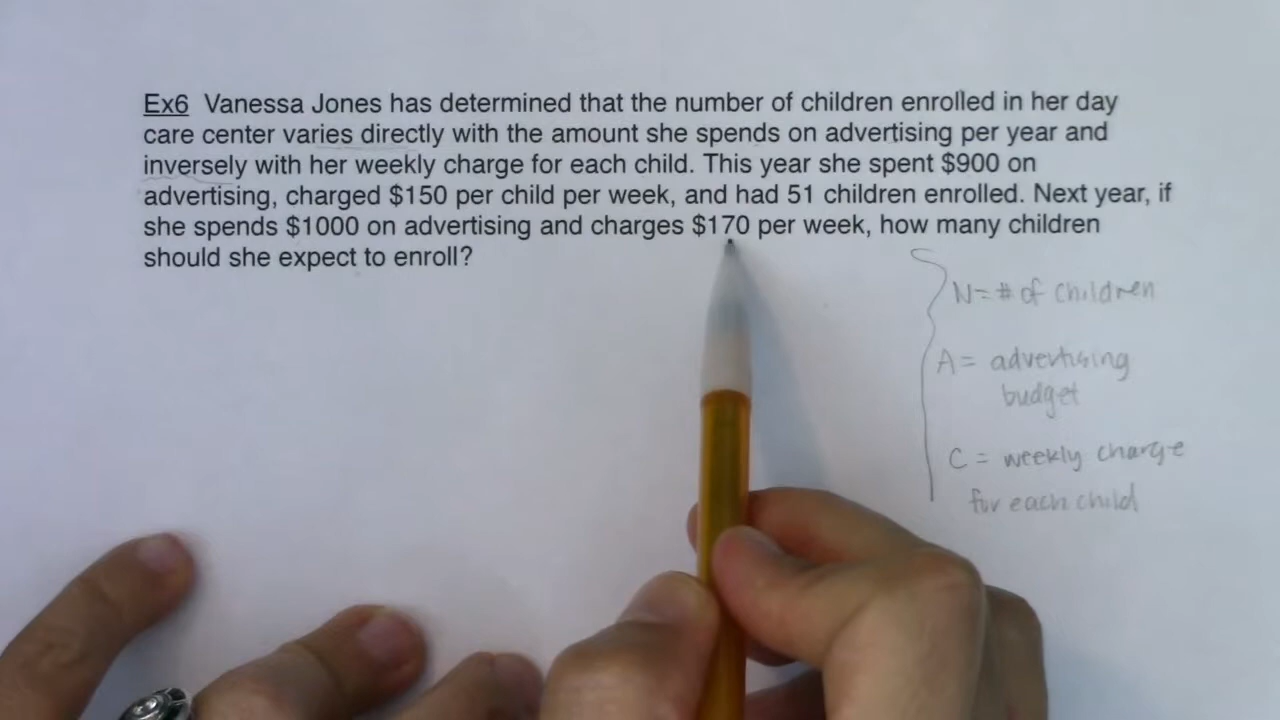 Ex6 Vanessa Jones has determined that the number of children enrolled in her day
care center varies directly with the amount she spends on advertising per year and
inversely with her weekly charge for each child. This year she spent $900 on
advertising, charged $150 per child per week, and had 51 children enrolled. Next year, if
she spends $1000 on advertising and charges $170 per week, how many children
should she expect to enroll?
N = # of children
A = advertising
budget
C = weekly charge
for each child